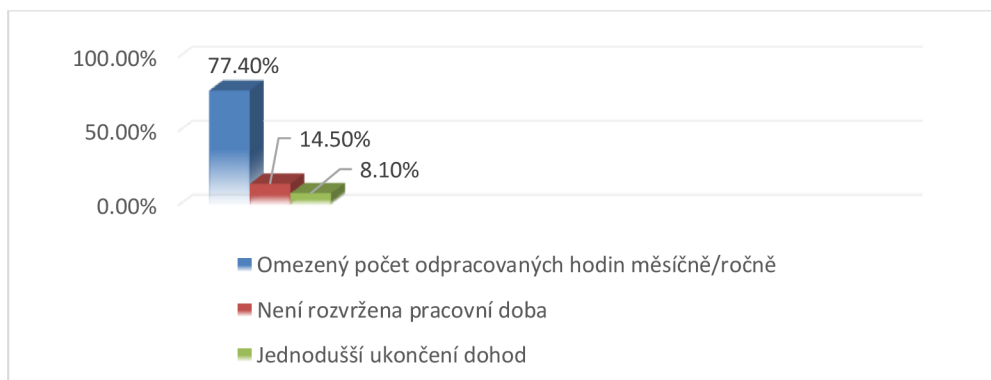 100.00%
77.40%
50.00%
14.50%
8.10%
0.00%
Omezený počet odpracovaných hodin měsíčně/ročně
Není rozvržena pracovní doba
Jednodušší ukončení dohod